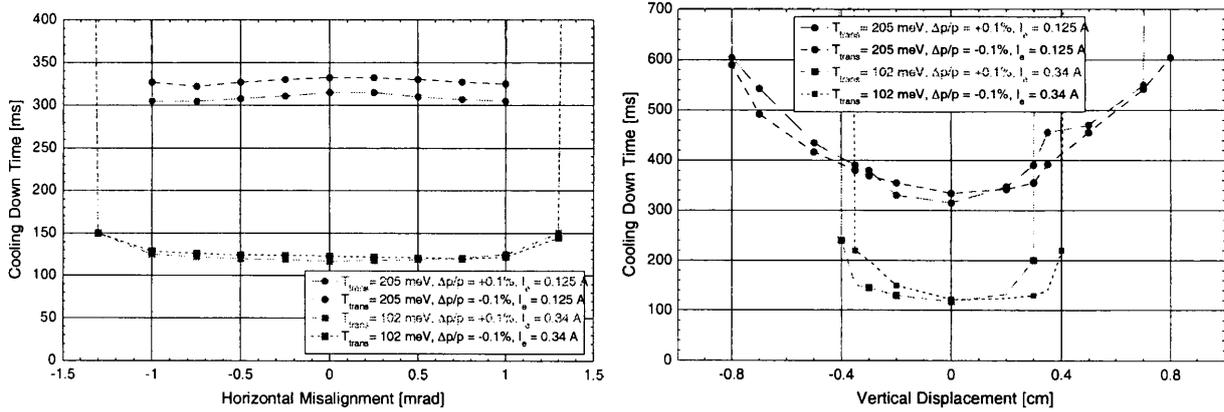 400
350
300
250
200
150
100
50
0
Cooling Down Time [ms]
T_trans = 205 meV, Δp/p = +0.1%, I_e = 0.125 A
T_trans = 205 meV, Δp/p = -0.1%, I_e = 0.125 A
T_trans = 102 meV, Δp/p = +0.1%, I_e = 0.34 A
T_trans = 102 meV, Δp/p = -0.1%, I_e = 0.34 A
-1.5 -1 -0.5 0 0.5 1 1.5
Horizontal Misalignment [mrad]
700
600
500
400
300
200
100
0
Cooling Down Time [ms]
T_trans = 205 meV, Δp/p = +0.1%, I_e = 0.125 A
T_trans = 205 meV, Δp/p = -0.1%, I_e = 0.125 A
T_trans = 102 meV, Δp/p = +0.1%, I_e = 0.34 A
T_trans = 102 meV, Δp/p = -0.1%, I_e = 0.34 A
-0.8 -0.4 0 0.4 0.8
Vertical Displacement [cm]